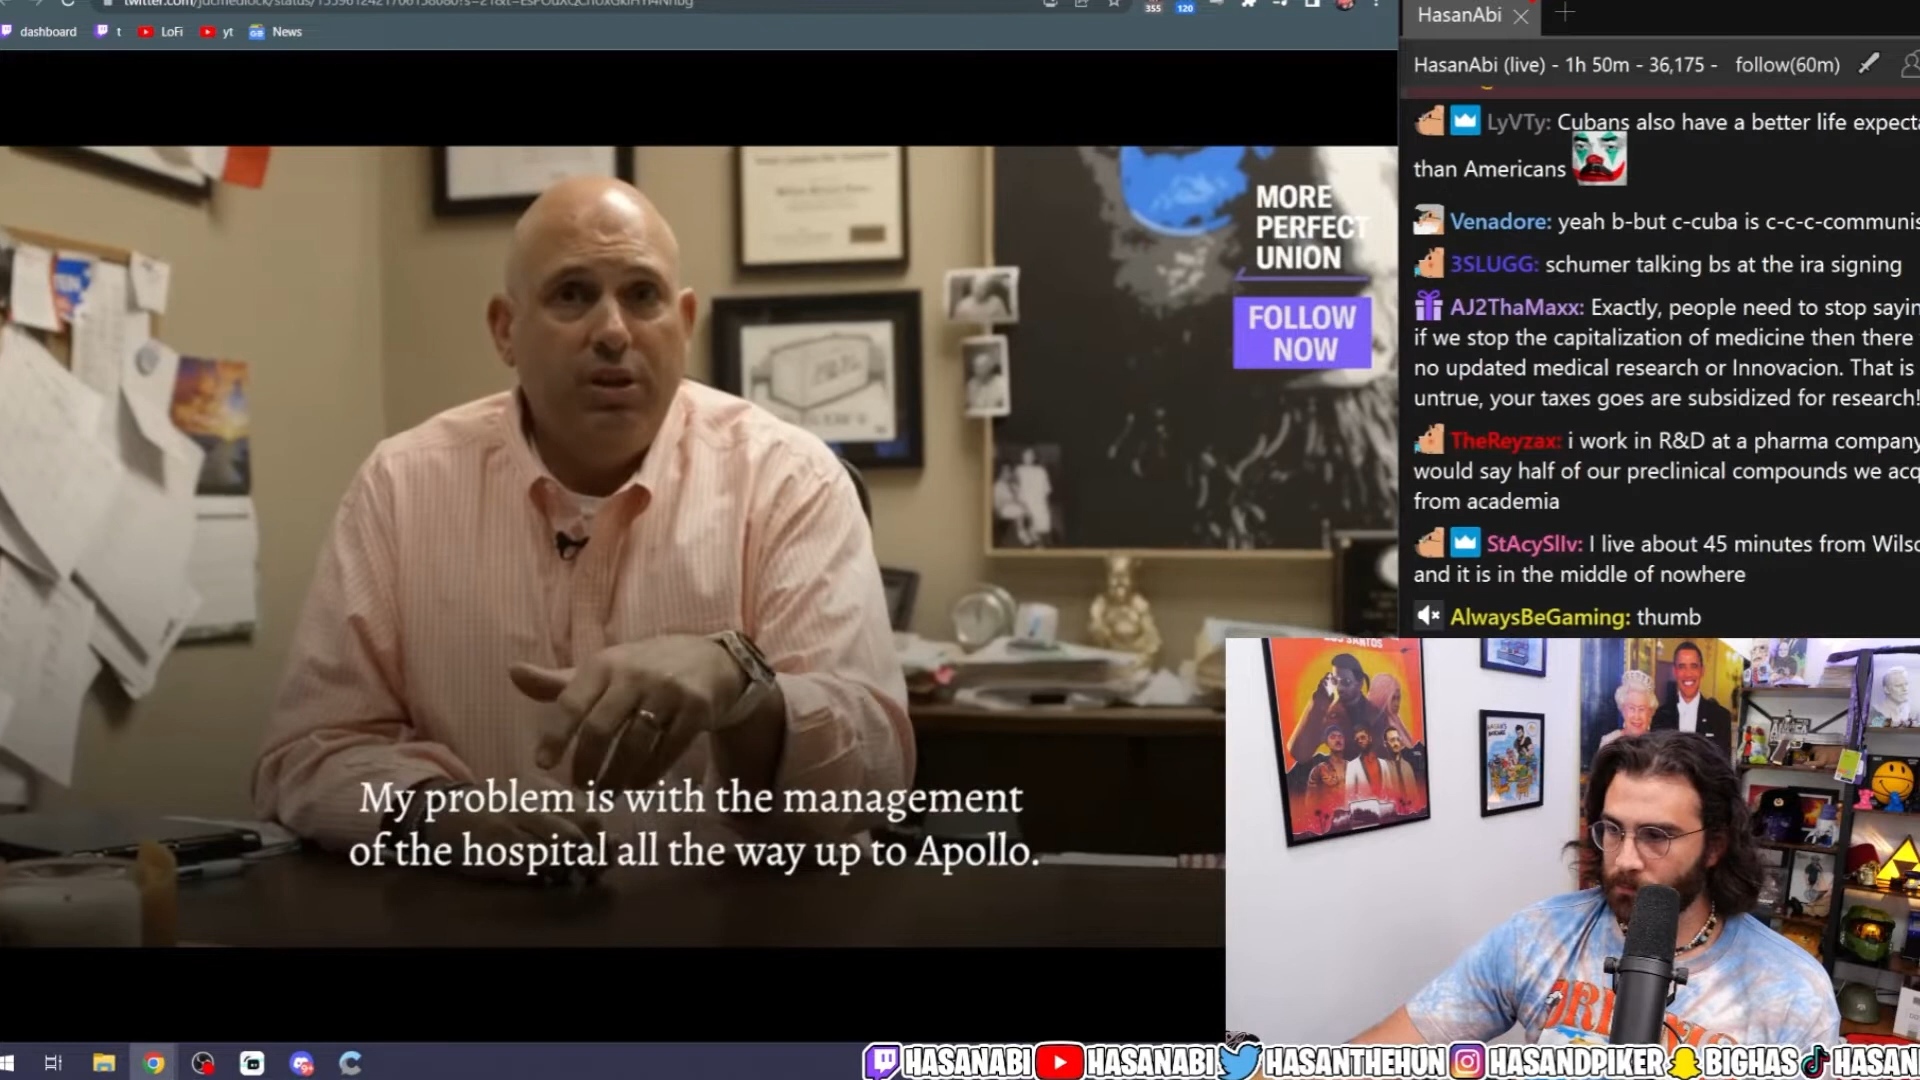 dashboard
t
LoFi
yt
News
355
120
MORE
PERFECT
UNION
FOLLOW
NOW
My problem is with the management
of the hospital all the way up to Apollo.
HasanAbi
HasanAbi (live) - 1h 50m - 36,175 - follow(60m)
LyVTy: Cubans also have a better life
than Americans
Venadore: yeah b-but c-cuba is
3SLUGG: schumer talking bs at the ira signing
AJ2ThaMaxx: Exactly, people need to stop
if we stop the capitalization of medicine then there
no updated medical research or Innovacion. That is
untrue, your taxes goes are subsidized for research!
TheReyzax: i work in R&D at a pharma company
would say half of our preclinical compounds we
from academia
StAcySllv: I live about 45 minutes from
and it is in the middle of nowhere
AlwaysBeGaming: thumb
SANTOS
HASANABI
HASANABI
HASANTHEHUN
HASANDPIKER
BIGHAS
HASAN